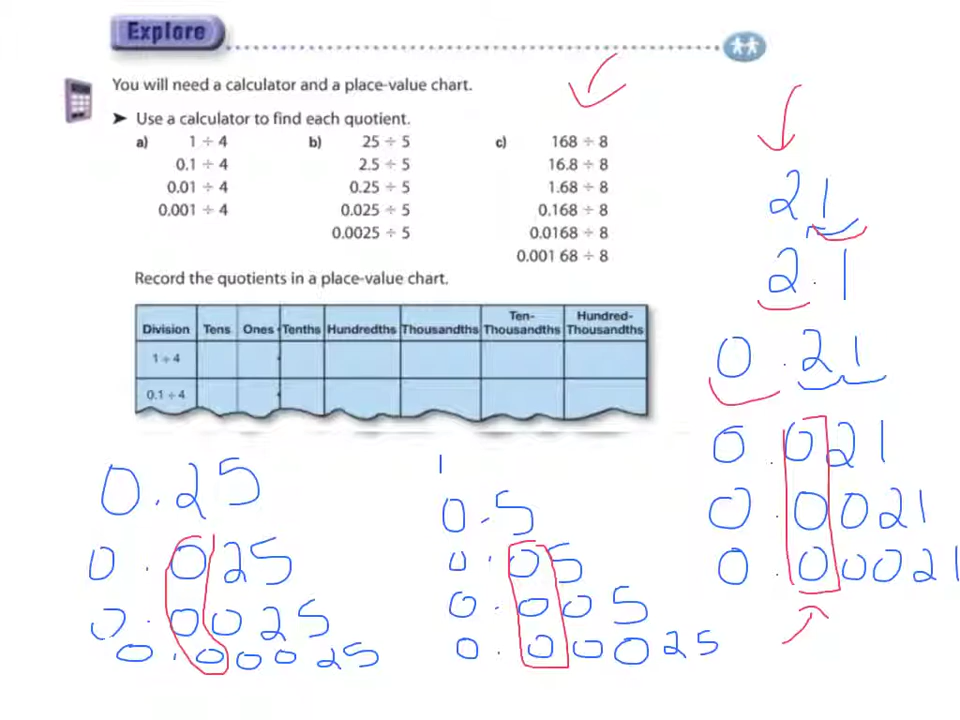 Explore
You will need a calculator and a place-value chart.
➤ Use a calculator to find each quotient.
a) 1 ÷ 4
0.1 ÷ 4
0.01 ÷ 4
0.001 ÷ 4
b) 25 ÷ 5
2.5 ÷ 5
0.25 ÷ 5
0.025 ÷ 5
0.0025 ÷ 5
c) 168 ÷ 8
16.8 ÷ 8
1.68 ÷ 8
0.168 ÷ 8
0.0168 ÷ 8
0.001 68 ÷ 8
Record the quotients in a place-value chart.
Division Tens Ones Tenths Hundredths Thousandths Ten-Thousandths Hundred-Thousandths
1 ÷ 4
0.1 ÷ 4
0.25
0.025
0.0025
0.00025
1
0.5
0.05
0.005
0.00025
21
2.1
0.21
0.021
0.0021
0.00021